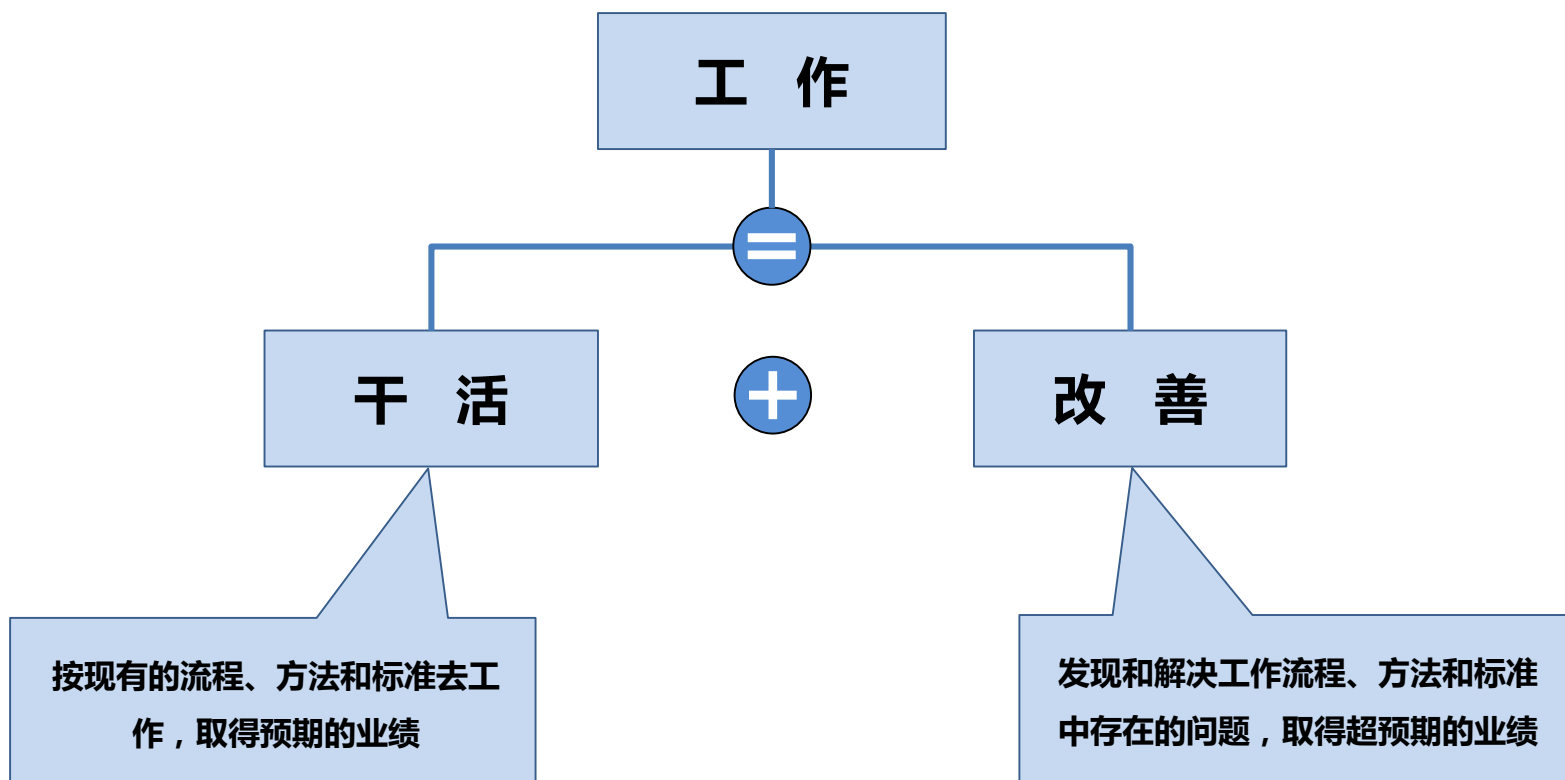 工 作
=
干 活
+
改 善
按现有的流程、方法和标准去工
作，取得预期的业绩
发现和解决工作流程、方法和标准
中存在的问题，取得超预期的业绩